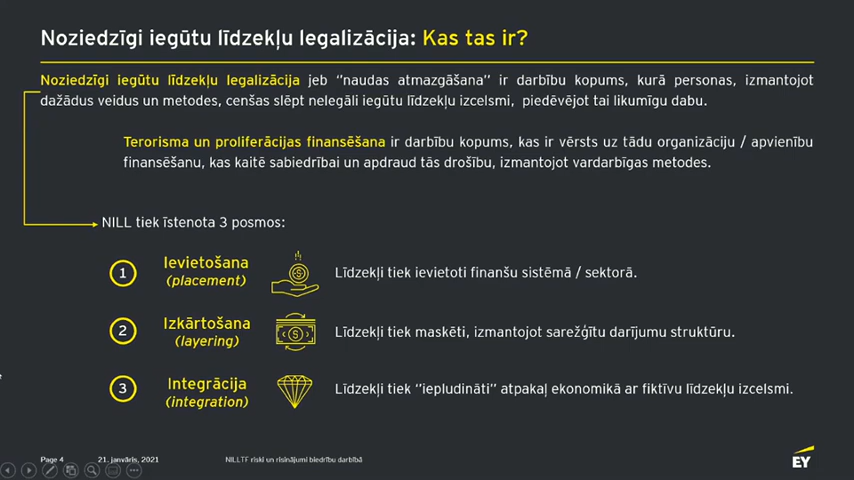 Noziedzīgi iegūtu līdzekļu legalizācija: Kas tas ir?
Noziedzīgi iegūtu līdzekļu legalizācija jeb “naudas atmazgāšana” ir darbību kopums, kurā personas, izmantojot
dažādus veidus un metodes, cenšas slēpt nelegāli iegūtu līdzekļu izcelsmi, piedēvējot tai likumīgu dabu.
Terorisma un proliferācijas finansēšana ir darbību kopums, kas ir vērsts uz tādu organizāciju / apvienību
finansēšanu, kas kaitē sabiedrībai un apdraud tās drošību, izmantojot vardarbīgas metodes.
NILL tiek īstenota 3 posmos:
1 Ievietošana
(placement)
Līdzekļi tiek ievietoti finanšu sistēmā / sektorā.
2 Izkārtošana
(layering)
Līdzekļi tiek maskēti, izmantojot sarežģītu darījumu struktūru.
3 Integrācija
(integration)
Līdzekļi tiek “iepludināti” atpakaļ ekonomikā ar fiktīvu līdzekļu izcelsmi.
Page 4 21. janvāris, 2021 NILLTF riski un risinājumi biedrību darbībā
EY